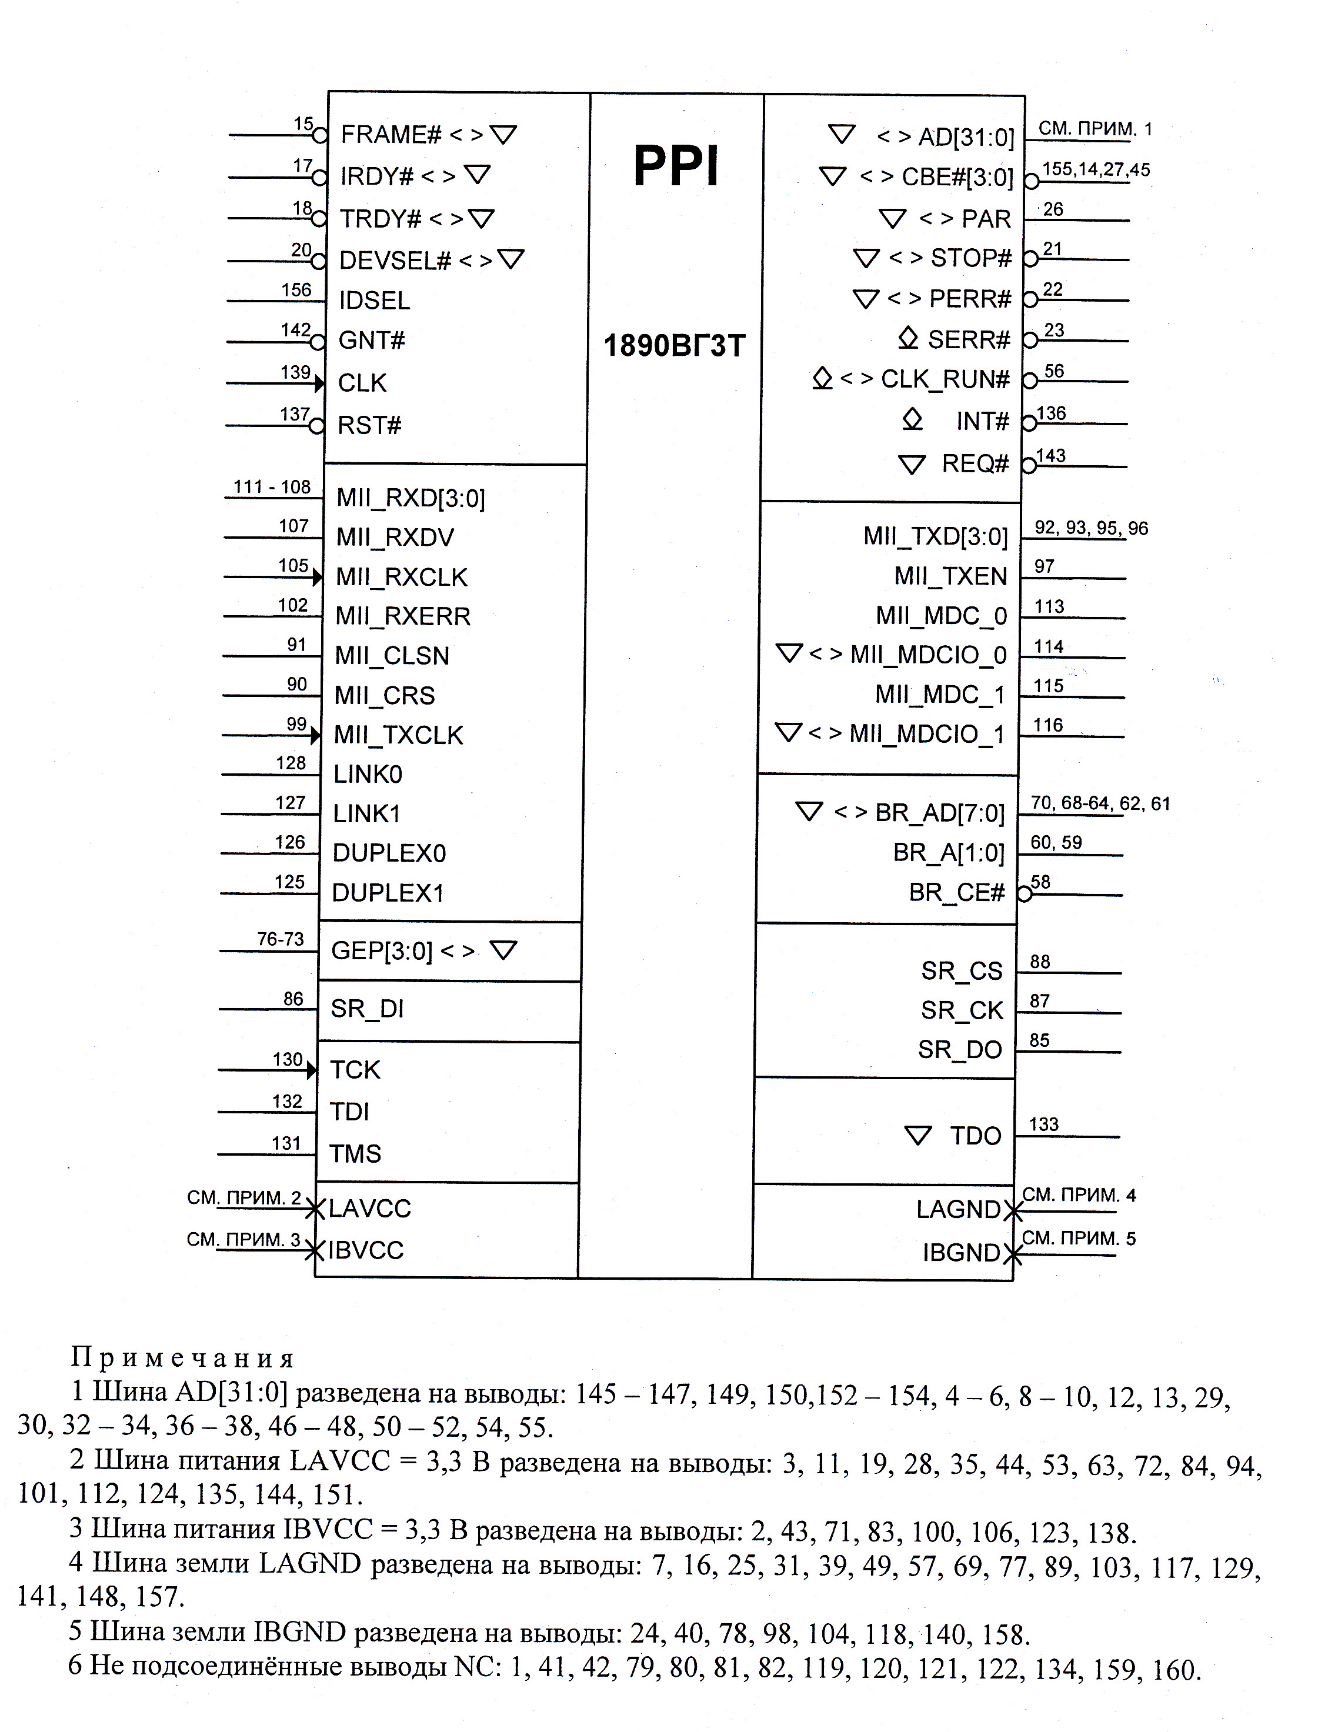 15 FRAME# < >
17 IRDY# < >
18 TRDY# < >
20 DEVSEL# < >
156 IDSEL
142 GNT#
139 CLK
137 RST#
111 - 108 MII_RXD[3:0]
107 MII_RXDV
105 MII_RXCLK
102 MII_RXERR
91 MII_CLSN
90 MII_CRS
99 MII_TXCLK
128 LINK0
127 LINK1
126 DUPLEX0
125 DUPLEX1
76-73 GEP[3:0] < >
86 SR_DI
130 TCK
132 TDI
131 TMS
СМ. ПРИМ. 2 LAVCC
СМ. ПРИМ. 3 IBVCC
PPI
1890ВГ3Т
< > AD[31:0] СМ. ПРИМ. 1
< > CBE#[3:0] 155,14,27,45
< > PAR 26
< > STOP# 21
< > PERR# 22
SERR# 23
< > CLK_RUN# 56
INT# 136
REQ# 143
MII_TXD[3:0] 92, 93, 95, 96
MII_TXEN 97
MII_MDC_0 113
< > MII_MDCIO_0 114
MII_MDC_1 115
< > MII_MDCIO_1 116
< > BR_AD[7:0] 70, 68-64, 62, 61
BR_A[1:0] 60, 59
BR_CE# 58
SR_CS 88
SR_CK 87
SR_DO 85
TDO 133
LAGND СМ. ПРИМ. 4
IBGND СМ. ПРИМ. 5
Примечания
1 Шина AD[31:0] разведена на выводы: 145 – 147, 149, 150,152 – 154, 4 – 6, 8 – 10, 12, 13, 29,
30, 32 – 34, 36 – 38, 46 – 48, 50 – 52, 54, 55.
2 Шина питания LAVCC = 3,3 В разведена на выводы: 3, 11, 19, 28, 35, 44, 53, 63, 72, 84, 94,
101, 112, 124, 135, 144, 151.
3 Шина питания IBVCC = 3,3 В разведена на выводы: 2, 43, 71, 83, 100, 106, 123, 138.
4 Шина земли LAGND разведена на выводы: 7, 16, 25, 31, 39, 49, 57, 69, 77, 89, 103, 117, 129,
141, 148, 157.
5 Шина земли IBGND разведена на выводы: 24, 40, 78, 98, 104, 118, 140, 158.
6 Не подсоединённые выводы NC: 1, 41, 42, 79, 80, 81, 82, 119, 120, 121, 122, 134, 159, 160.